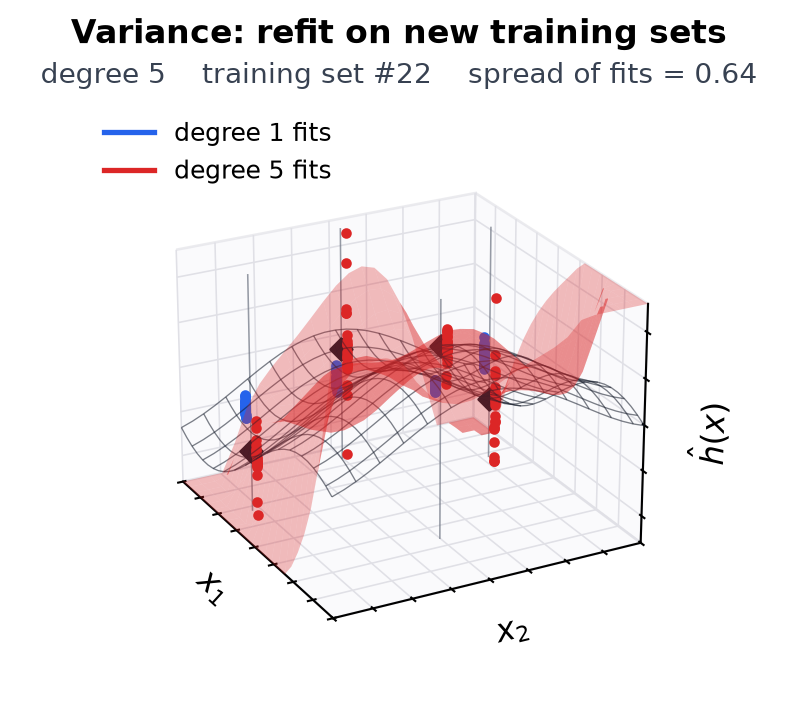 Variance: refit on new training sets
degree 5    training set #22    spread of fits = 0.64
degree 1 fits
degree 5 fits
x₁
x₂
ĥ(x)